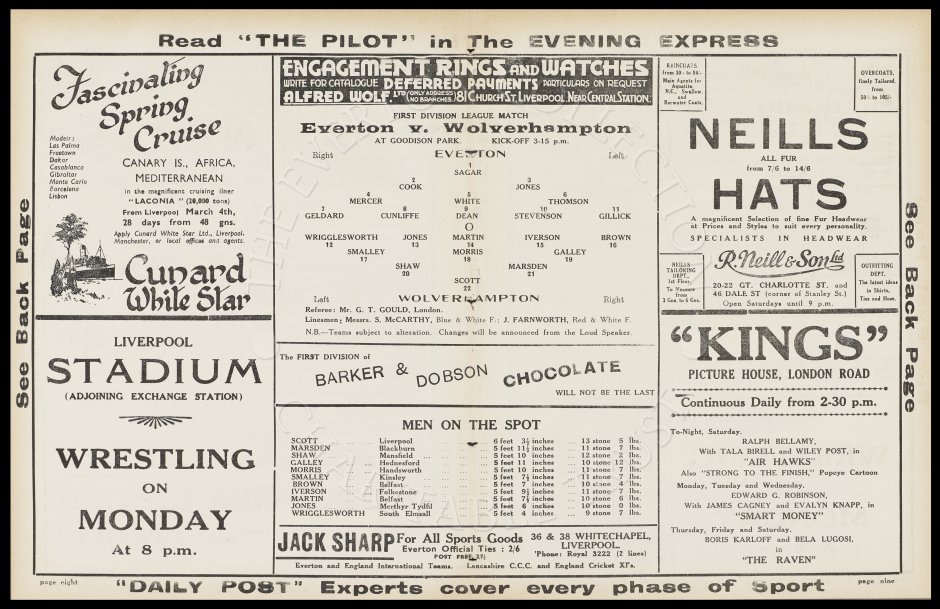 Read "THE PILOT" in The EVENING EXPRESS
See Back Page
Fascinating
Spring
Cruise
Madeira
Las Palma
Freetown
Dakar
Casablanca
Gibraltar
Monte Carlo
Barcelona
Lisbon
CANARY IS., AFRICA,
MEDITERRANEAN
in the magnificent cruising liner
"LACONIA" (20,000 tons)
From Liverpool March 4th,
28 days from 48 gns.
Apply Cunard White Star Ltd., Liverpool,
Manchester, or local offices and agents.
Cunard
White Star
LIVERPOOL
STADIUM
(ADJOINING EXCHANGE STATION)
WRESTLING
ON
MONDAY
At 8 p.m.
page eight
ENGAGEMENT RINGS AND WATCHES
WRITE FOR CATALOGUE DEFERRED PAYMENTS PARTICULARS ON REQUEST
ALFRED WOLF, LTD (ONLY ADDRESS NO BRANCHES) 81 CHURCH ST. LIVERPOOL. NEAR CENTRAL STATION.
FIRST DIVISION LEAGUE MATCH
Everton v. Wolverhampton
AT GOODISON PARK. KICK-OFF 3-15 p.m.
Right EVERTON Left
1
SAGAR
2 3
COOK JONES
4 5 6
MERCER WHITE THOMSON
7 8 9 10 11
GELDARD CUNLIFFE DEAN STEVENSON GILLICK
O
WRIGGLESWORTH JONES MARTIN IVERSON BROWN
12 13 14 15 16
SMALLEY MORRIS GALLEY
17 18 19
SHAW MARSDEN
20 21
SCOTT
22
Left WOLVERHAMPTON Right
Referee: Mr. G. T. GOULD, London.
Linesmen; Messrs. S. McCARTHY, Blue & White F.; J. FARNWORTH, Red & White F.
N.B.—Teams subject to alteration. Changes will be announced from the Loud Speaker.
The FIRST DIVISION of
BARKER & DOBSON CHOCOLATE
WILL NOT BE THE LAST
MEN ON THE SPOT
SCOTT ... Liverpool ... 6 feet 3½ inches ... 13 stone 5 lbs.
MARSDEN ... Blackburn ... 5 feet 11½ inches ... 11 stone 7 lbs.
SHAW ... Mansfield ... 5 feet 10 inches ... 12 stone 2 lbs.
GALLEY ... Hednesford ... 5 feet 11 inches ... 10 stone 12 lbs.
MORRIS ... Handsworth ... 5 feet 10 inches ... 11 stone 7 lbs.
SMALLEY ... Kinsley ... 5 feet 7½ inches ... 11 stone 2 lbs.
BROWN ... Belfast ... 5 feet 7 inches ... 10 stone 4 lbs.
IVERSON ... Folkestone ... 5 feet 9½ inches ... 11 stone 7 lbs.
MARTIN ... Belfast ... 5 feet 7½ inches ... 10 stone 6 lbs.
JONES ... Merthyr Tydfil ... 5 feet 6 inches ... 10 stone 0 lbs.
WRIGGLESWORTH South Elmsall ... 5 feet 4 inches ... 9 stone 7 lbs.
JACK SHARP For All Sports Goods 36 & 38 WHITECHAPEL,
Everton Official Ties : 2/6 LIVERPOOL.
POST FREE 2/7½ 'Phone: Royal 3222 (2 lines)
Everton and England International Teams. Lancashire C.C.C. and England Cricket XI's.
RAINCOATS
from 30/- to 84/-
Main Agents for
Aquatite,
N.C., Swallow,
and
Burwater Coats.
OVERCOATS,
finely Tailored,
from
50/- to 105/-
NEILLS
ALL FUR
from 7/6 to 14/6
HATS
A magnificent Selection of fine Fur Headwear
at Prices and Styles to suit every personality.
SPECIALISTS IN HEADWEAR
NEILLS
TAILORING
DEPT.
1st Floor,
To Measure
from
3 Gns. to 6 Gns.
R. Neill & Son Ltd
20-22 GT. CHARLOTTE ST. and
46 DALE ST (corner of Stanley St.)
Open Saturdays until 9 p.m.
OUTFITTING
DEPT.
The latest ideas
in Shirts,
Ties and Hose.
"KINGS"
PICTURE HOUSE, LONDON ROAD
Continuous Daily from 2-30 p.m.
To-Night, Saturday.
RALPH BELLAMY,
With TALA BIRELL and WILEY POST, in
"AIR HAWKS"
Also "STRONG TO THE FINISH," Popeye Cartoon
Monday, Tuesday and Wednesday.
EDWARD G. ROBINSON,
With JAMES CAGNEY and EVALYN KNAPP, in
"SMART MONEY"
Thursday, Friday and Saturday.
BORIS KARLOFF and BELA LUGOSI,
in
"THE RAVEN"
page nine
See Back Page
"DAILY POST" Experts cover every phase of Sport